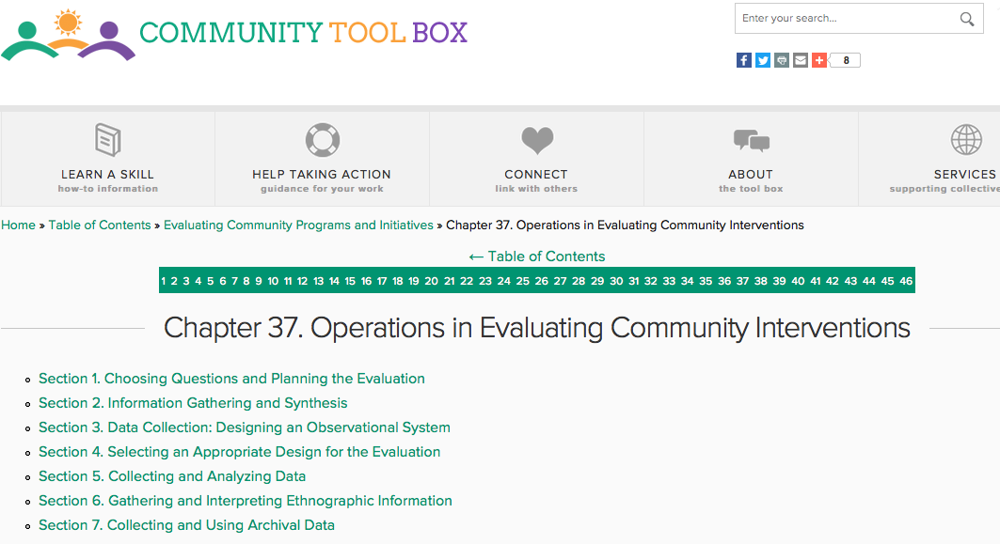 COMMUNITY TOOL BOX
Enter your search...
8
LEARN A SKILL
how-to information
HELP TAKING ACTION
guidance for your work
CONNECT
link with others
ABOUT
the tool box
SERVICES
supporting collective
Home » Table of Contents » Evaluating Community Programs and Initiatives » Chapter 37. Operations in Evaluating Community Interventions
← Table of Contents
1 2 3 4 5 6 7 8 9 10 11 12 13 14 15 16 17 18 19 20 21 22 23 24 25 26 27 28 29 30 31 32 33 34 35 36 37 38 39 40 41 42 43 44 45 46
Chapter 37. Operations in Evaluating Community Interventions
Section 1. Choosing Questions and Planning the Evaluation
Section 2. Information Gathering and Synthesis
Section 3. Data Collection: Designing an Observational System
Section 4. Selecting an Appropriate Design for the Evaluation
Section 5. Collecting and Analyzing Data
Section 6. Gathering and Interpreting Ethnographic Information
Section 7. Collecting and Using Archival Data